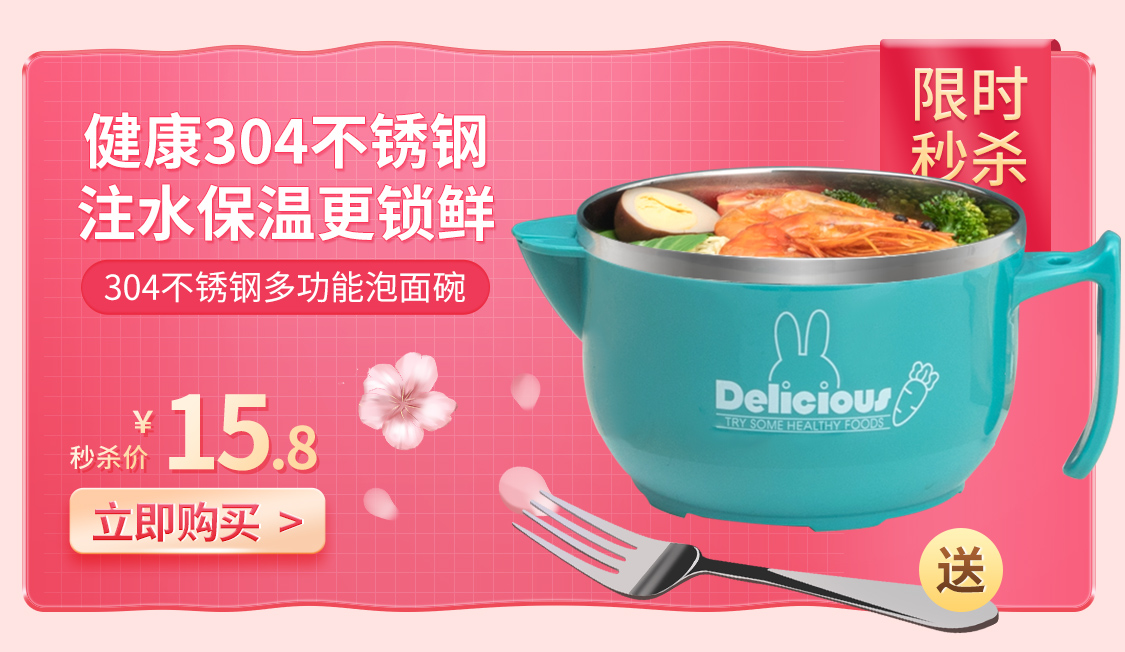 限时
秒杀
健康304不锈钢
注水保温更锁鲜
304不锈钢多功能泡面碗
Delicious
TRY SOME HEALTHY FOODS
¥
秒杀价 15.8
立即购买 >
送